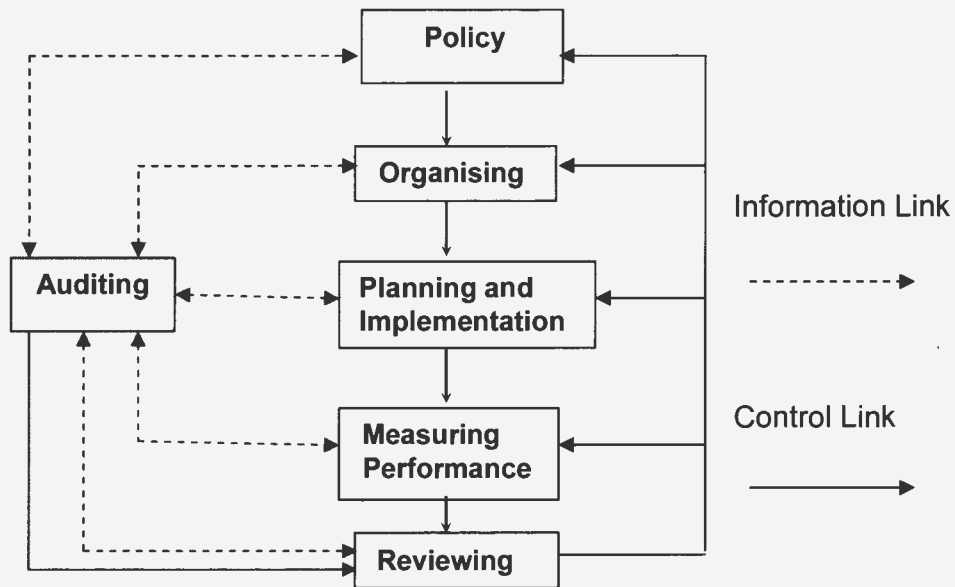 Policy
Organising
Information Link
Auditing
Planning and
Implementation
Control Link
Measuring
Performance
Reviewing